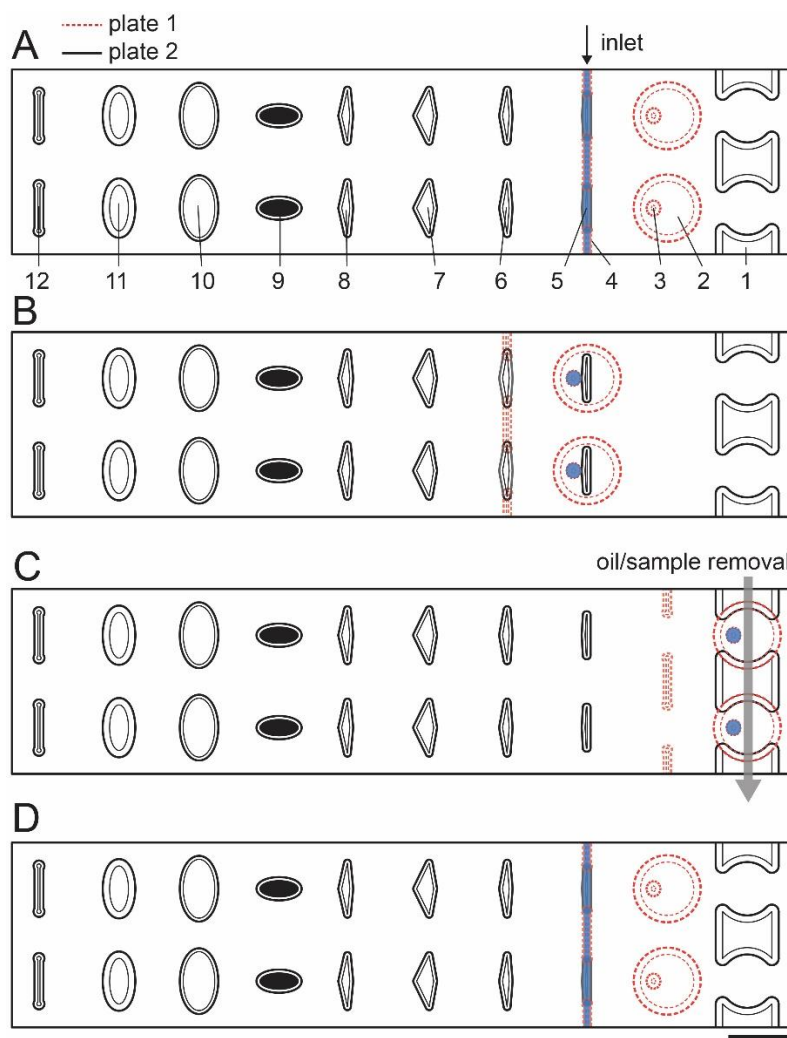 plate 1
plate 2
A
inlet
12 11 10 9 8 7 6 5 4 3 2 1
B
C
oil/sample removal
D